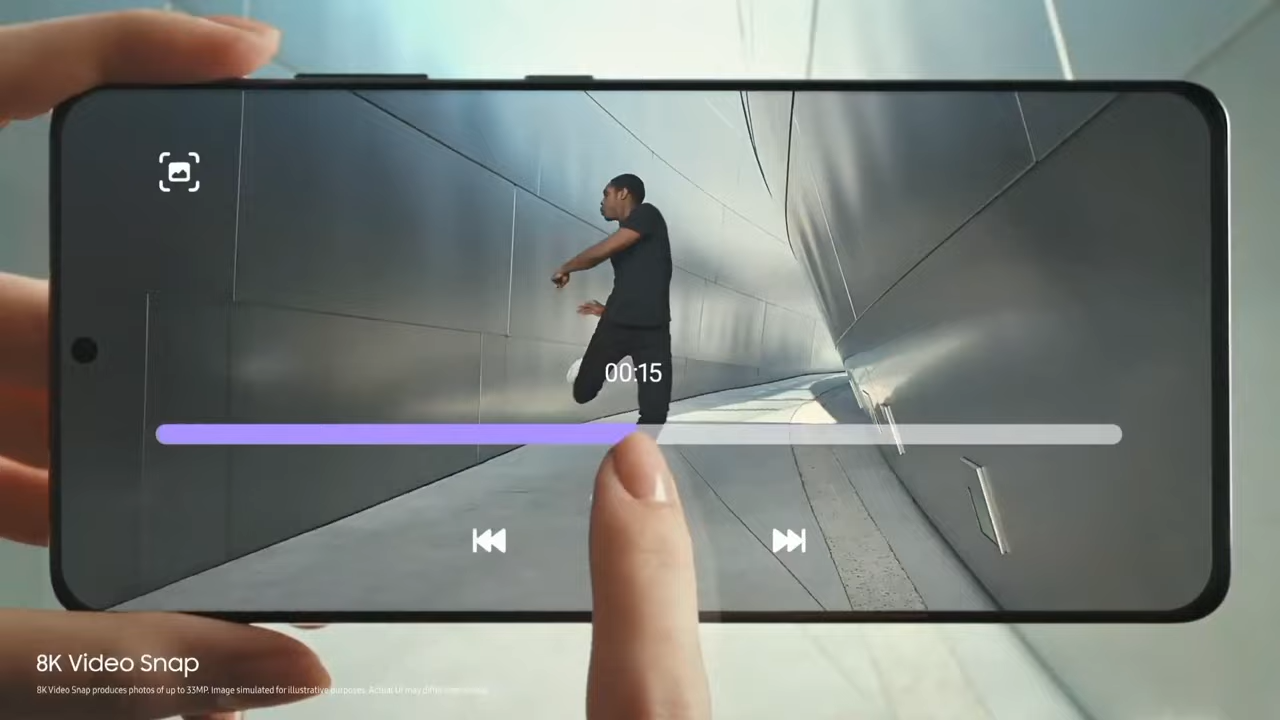 00:15
8K Video Snap
8K Video Snap produces photos of up to 33MP. Image simulated for illustrative purposes. Actual UI may differ